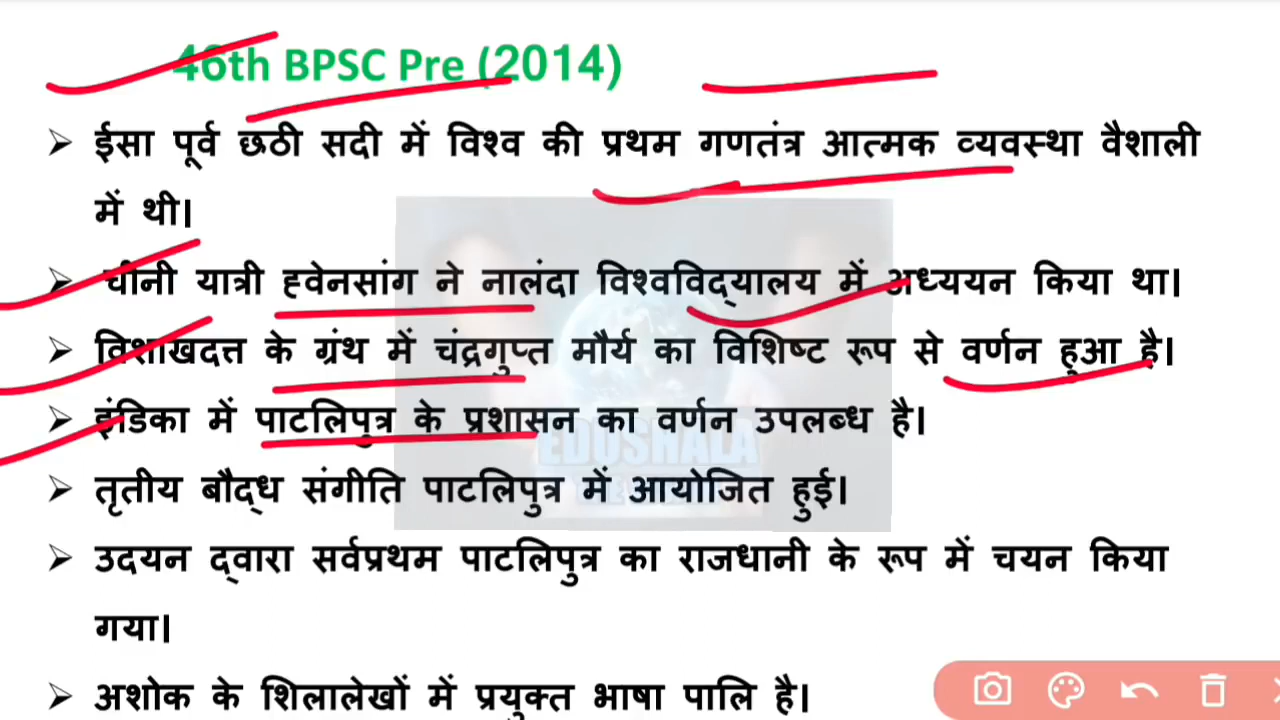 46th BPSC Pre (2014)
ईसा पूर्व छठी सदी में विश्व की प्रथम गणतंत्र आत्मक व्यवस्था वैशाली
में थी।
चीनी यात्री ह्वेनसांग ने नालंदा विश्वविद्यालय में अध्ययन किया था।
विशाखदत्त के ग्रंथ में चंद्रगुप्त मौर्य का विशिष्ट रूप से वर्णन हुआ है।
इंडिका में पाटलिपुत्र के प्रशासन का वर्णन उपलब्ध है।
EDUSHALA
तृतीय बौद्ध संगीति पाटलिपुत्र में आयोजित हुई।
उदयन द्वारा सर्वप्रथम पाटलिपुत्र का राजधानी के रूप में चयन किया
गया।
अशोक के शिलालेखों में प्रयुक्त भाषा पालि है।